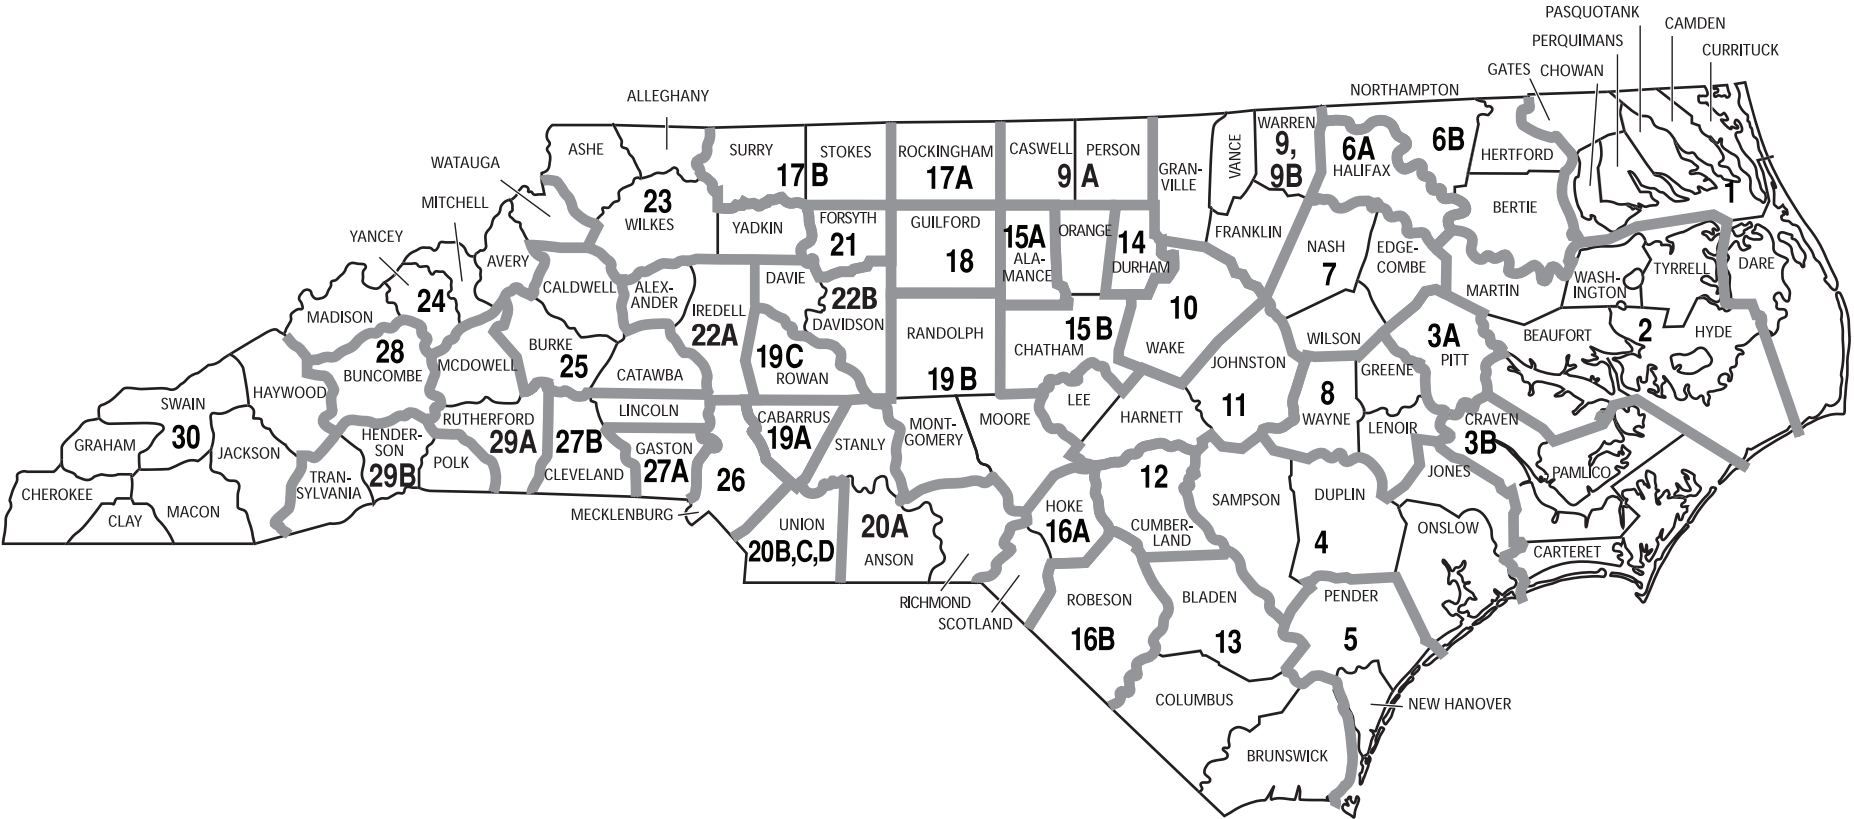 PASQUOTANK
CAMDEN
PERQUIMANS
CURRITUCK
GATES
CHOWAN
NORTHAMPTON
ALLEGHANY
WATAUGA
MITCHELL
YANCEY
ASHE
SURRY
STOKES
17 B
ROCKINGHAM
17A
CASWELL
PERSON
9 A
GRAN-
VILLE
VANCE
WARREN
9,
9B
6A
HALIFAX
6B
HERTFORD
BERTIE
1
23
WILKES
YADKIN
FORSYTH
21
GUILFORD
18
15A
ALA-
MANCE
ORANGE
14
DURHAM
FRANKLIN
NASH
7
EDGE-
COMBE
MARTIN
WASH-
INGTON
TYRRELL
DARE
AVERY
24
MADISON
CALDWELL
ALEX-
ANDER
IREDELL
22A
DAVIE
22B
DAVIDSON
RANDOLPH
19 B
CHATHAM
15 B
10
WAKE
JOHNSTON
11
WILSON
GREENE
3A
PITT
BEAUFORT
2
HYDE
28
BUNCOMBE
MCDOWELL
BURKE
25
CATAWBA
19C
ROWAN
HAYWOOD
SWAIN
30
GRAHAM
JACKSON
CHEROKEE
CLAY
MACON
TRAN-
SYLVANIA
HENDER-
SON
29B
POLK
RUTHERFORD
29A
27B
CLEVELAND
LINCOLN
GASTON
27A
26
MECKLENBURG
CABARRUS
19A
STANLY
MONT-
GOMERY
MOORE
LEE
HARNETT
8
WAYNE
LENOIR
CRAVEN
3B
JONES
PAMLICO
UNION
20B,C,D
20A
ANSON
RICHMOND
SCOTLAND
HOKE
16A
12
CUMBER-
LAND
SAMPSON
DUPLIN
4
ONSLOW
CARTERET
ROBESON
16B
BLADEN
13
PENDER
5
COLUMBUS
NEW HANOVER
BRUNSWICK